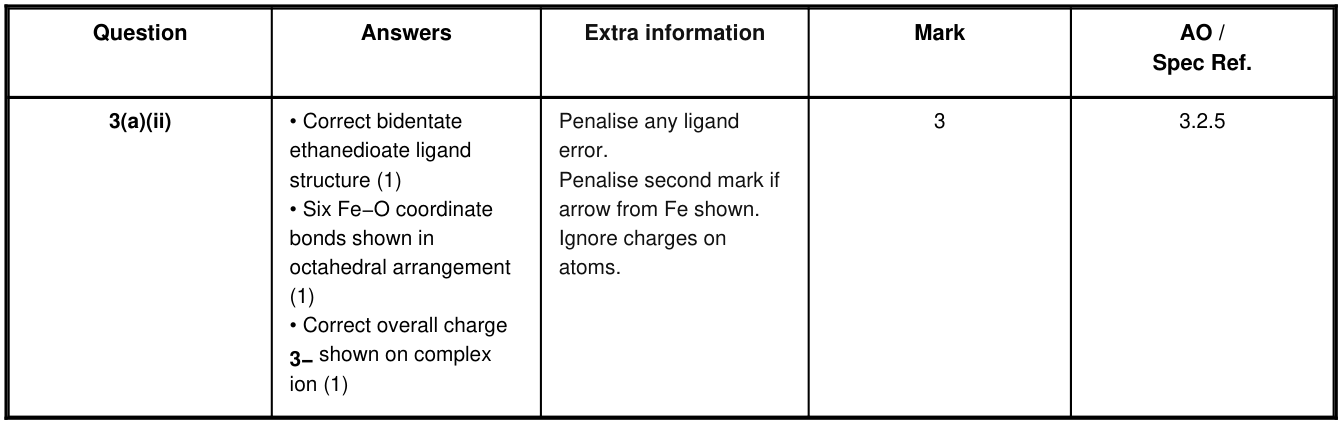 Question
Answers
Extra information
Mark
AO /
Spec Ref.
3(a)(ii)
• Correct bidentate
ethanedioate ligand
structure (1)
• Six Fe–O coordinate
bonds shown in
octahedral arrangement
(1)
• Correct overall charge
3– shown on complex
ion (1)
Penalise any ligand
error.
Penalise second mark if
arrow from Fe shown.
Ignore charges on
atoms.
3
3.2.5